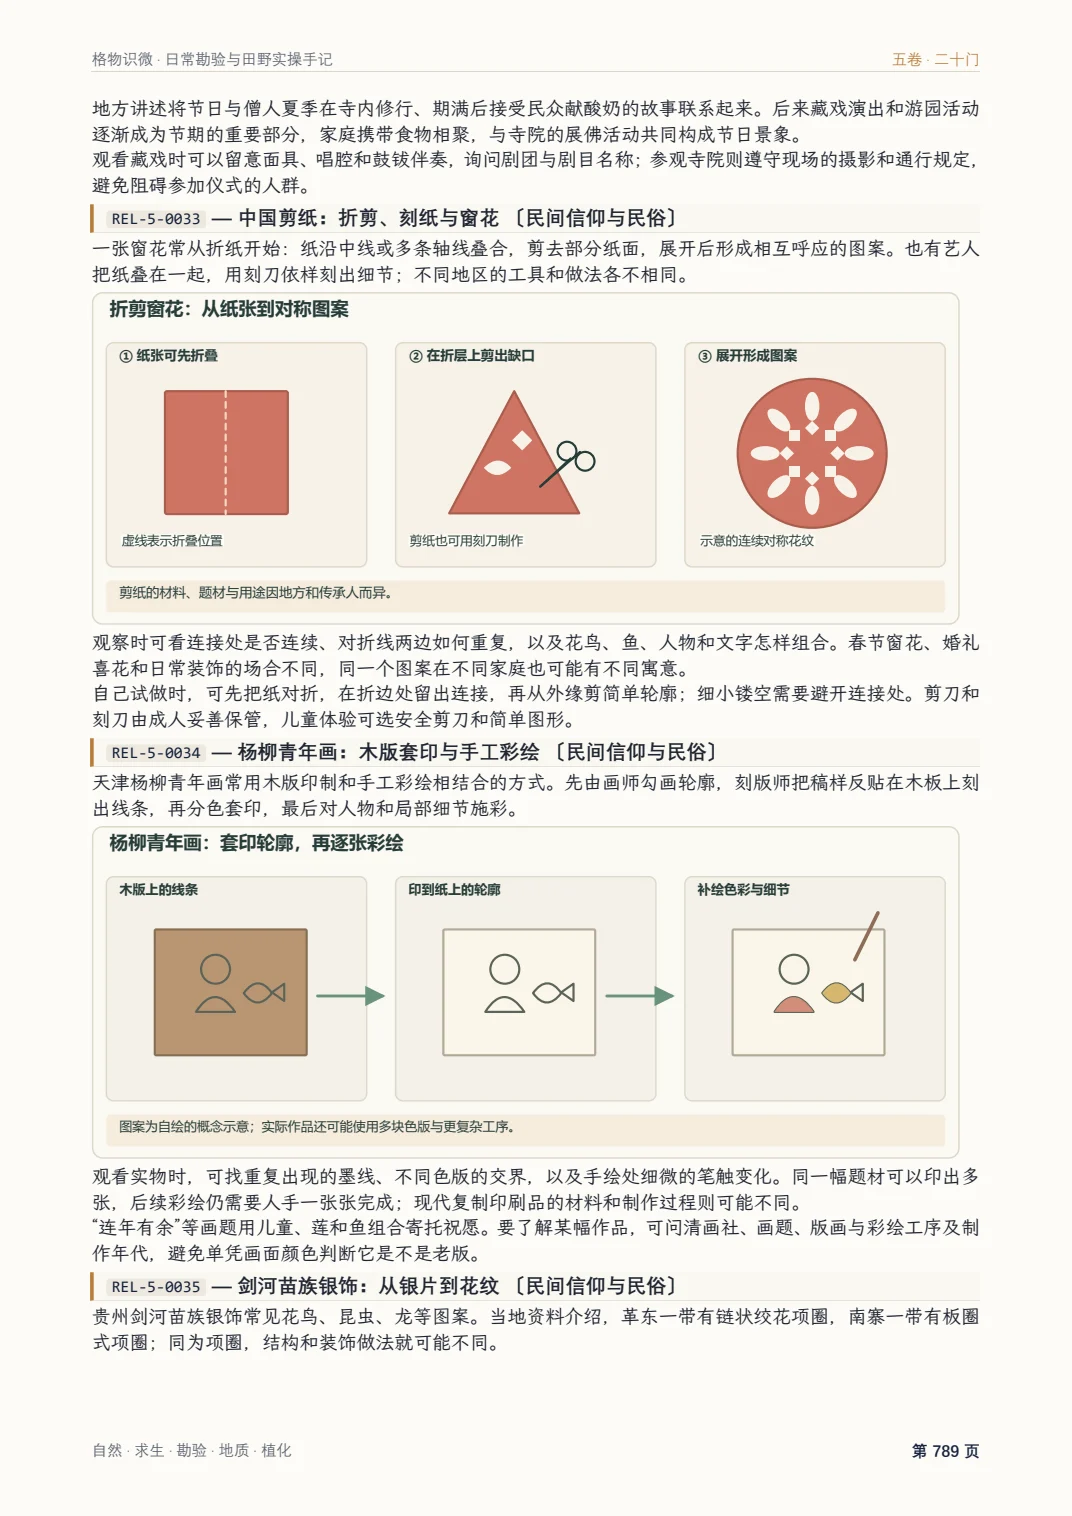 格物识微 · 日常勘验与田野实操手记
五卷 · 二十门
地方讲述将节日与僧人夏季在寺内修行、期满后接受民众献酸奶的故事联系起来。后来藏戏演出和游园活动
逐渐成为节期的重要部分，家庭携带食物相聚，与寺院的展佛活动共同构成节日景象。
观看藏戏时可以留意面具、唱腔和鼓钹伴奏，询问剧团与剧目名称；参观寺院则遵守现场的摄影和通行规定，
避免阻碍参加仪式的人群。
REL-5-0033 — 中国剪纸：折剪、刻纸与窗花 〔民间信仰与民俗〕
一张窗花常从折纸开始：纸沿中线或多条轴线叠合，剪去部分纸面，展开后形成相互呼应的图案。也有艺人
把纸叠在一起，用刻刀依样刻出细节；不同地区的工具和做法各不相同。
折剪窗花：从纸张到对称图案
① 纸张可先折叠
② 在折层上剪出缺口
③ 展开形成图案
虚线表示折叠位置
剪纸也可用刻刀制作
示意的连续对称花纹
剪纸的材料、题材与用途因地方和传承人而异。
观察时可看连接处是否连续、对折线两边如何重复，以及花鸟、鱼、人物和文字怎样组合。春节窗花、婚礼
喜花和日常装饰的场合不同，同一个图案在不同家庭也可能有不同寓意。
自己试做时，可先把纸对折，在折边处留出连接，再从外缘剪简单轮廓；细小镂空需要避开连接处。剪刀和
刻刀由成人妥善保管，儿童体验可选安全剪刀和简单图形。
REL-5-0034 — 杨柳青年画：木版套印与手工彩绘 〔民间信仰与民俗〕
天津杨柳青年画常用木版印制和手工彩绘相结合的方式。先由画师勾画轮廓，刻版师把稿样反贴在木板上刻
出线条，再分色套印，最后对人物和局部细节施彩。
杨柳青年画：套印轮廓，再逐张彩绘
木版上的线条
印到纸上的轮廓
补绘色彩与细节
图案为自绘的概念示意；实际作品还可能使用多块色版与更复杂工序。
观看实物时，可找重复出现的墨线、不同色版的交界，以及手绘处细微的笔触变化。同一幅题材可以印出多
张，后续彩绘仍需要人手一张张完成；现代复制印刷品的材料和制作过程则可能不同。
“连年有余”等画题用儿童、莲和鱼组合寄托祝愿。要了解某幅作品，可问清画社、画题、版画与彩绘工序及制
作年代，避免单凭画面颜色判断它是不是老版。
REL-5-0035 — 剑河苗族银饰：从银片到花纹 〔民间信仰与民俗〕
贵州剑河苗族银饰常见花鸟、昆虫、龙等图案。当地资料介绍，革东一带有链状绞花项圈，南寨一带有板圈
式项圈；同为项圈，结构和装饰做法就可能不同。
自然 · 求生 · 勘验 · 地质 · 植化
第 789 页